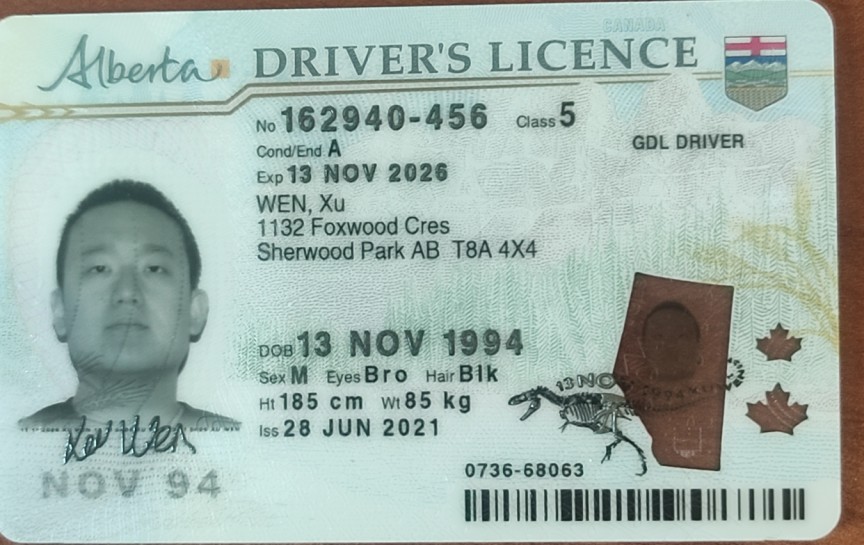 CANADA
Alberta DRIVER'S LICENCE
No 162940-456 Class 5
GDL DRIVER
Cond/End A
Exp 13 NOV 2026
WEN, Xu
1132 Foxwood Cres
Sherwood Park AB T8A 4X4
DOB 13 NOV 1994
Sex M Eyes Bro Hair Blk
Ht 185 cm Wt 85 kg
Iss 28 JUN 2021
Xu Wen
NOV 94
0736-68063